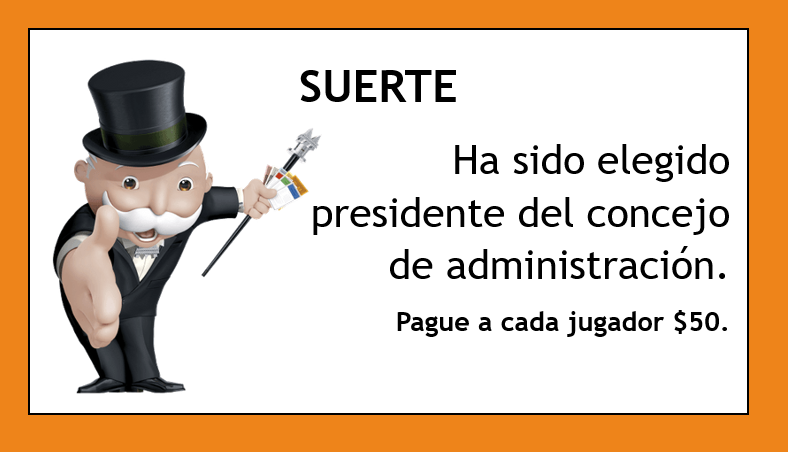 SUERTE
Ha sido elegido
presidente del concejo
de administración.
Pague a cada jugador $50.